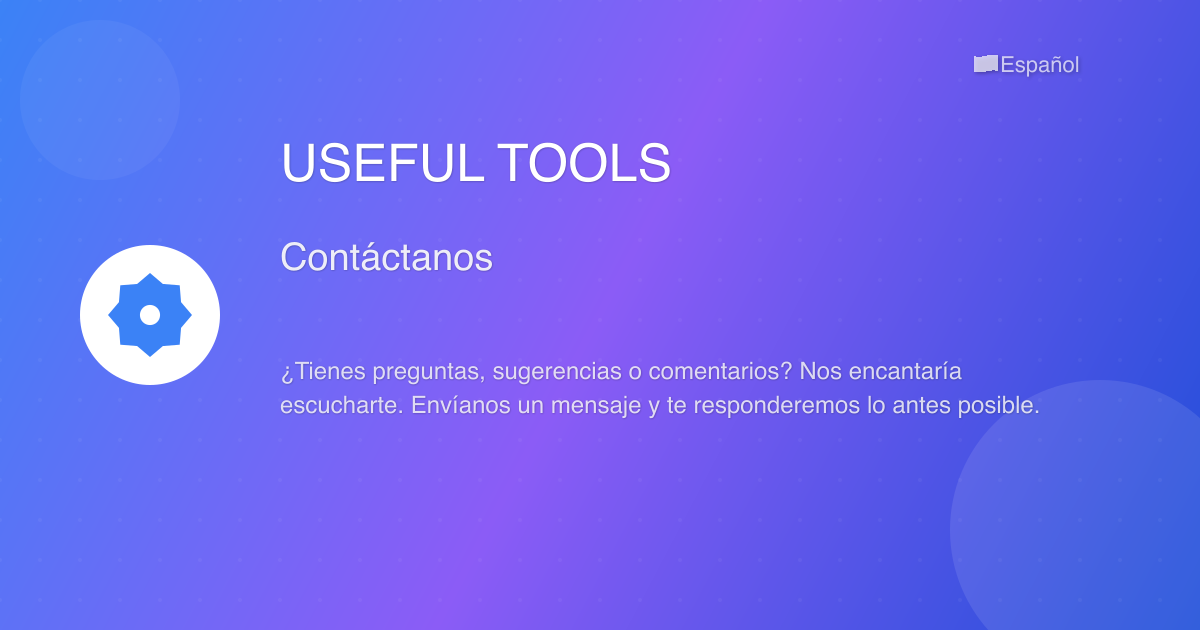 Español
USEFUL TOOLS
Contáctanos
¿Tienes preguntas, sugerencias o comentarios? Nos encantaría
escucharte. Envíanos un mensaje y te responderemos lo antes posible.